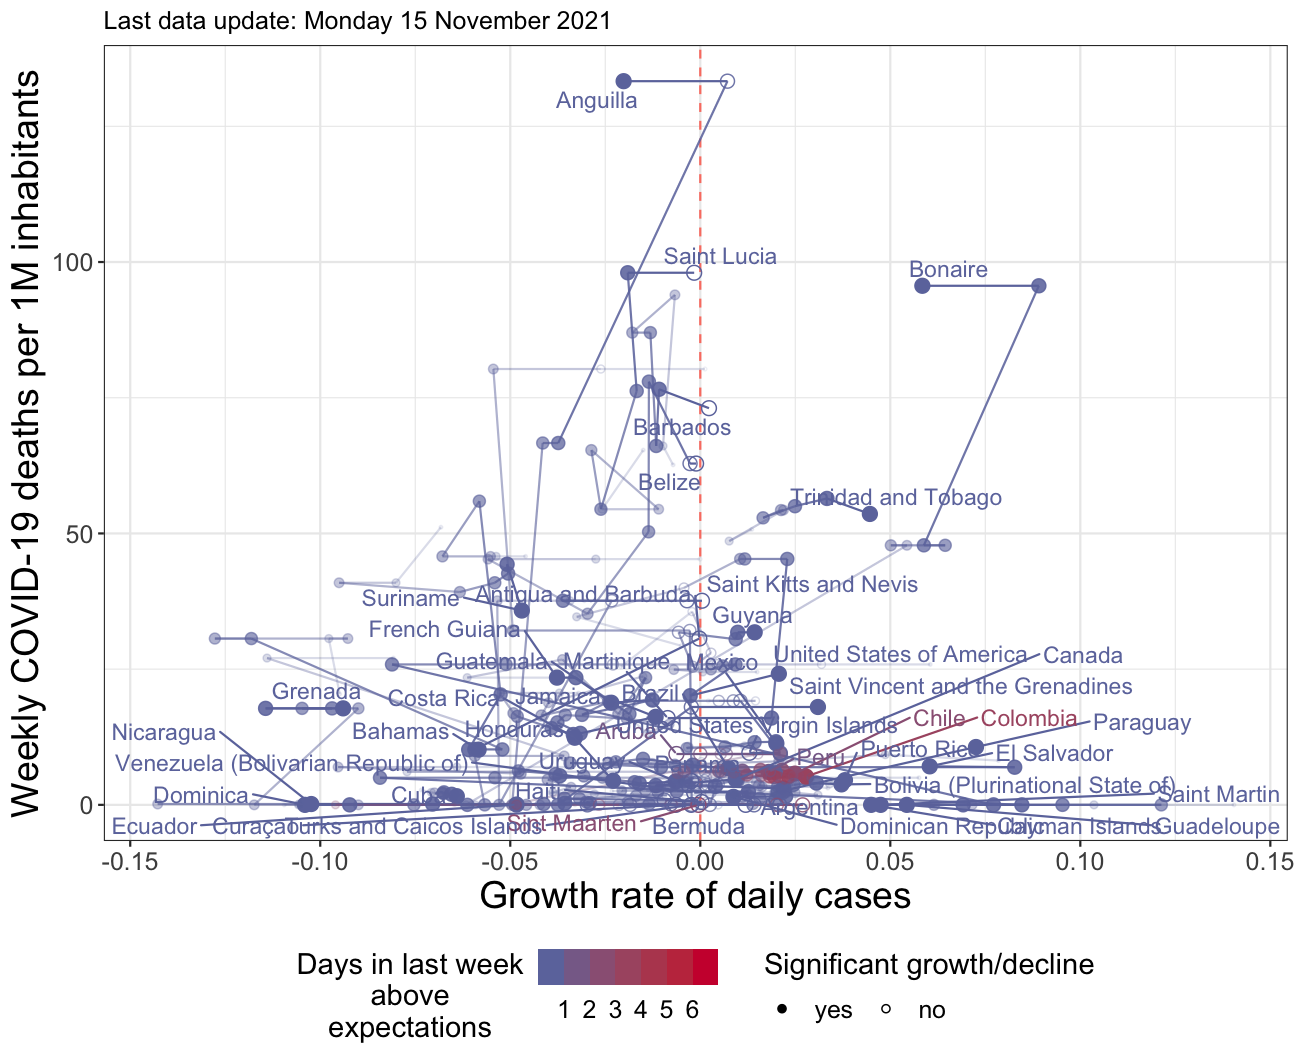 Last data update: Monday 15 November 2021
Weekly COVID-19 deaths per 1M inhabitants
100
50
0
Anguilla
Saint Lucia
Bonaire
Barbados
Belize
Trinidad and Tobago
Suriname
Antigua and Barbuda
Saint Kitts and Nevis
French Guiana
Guyana
Guatemala
Martinique
Mexico
United States of America
Canada
Grenada
Costa Rica
Jamaica
Brazil
Saint Vincent and the Grenadines
Nicaragua
Bahamas
Honduras
Aruba
United States Virgin Islands
Chile
Colombia
Paraguay
Venezuela (Bolivarian Republic of)
Uruguay
Panama
Peru
Puerto Rico
El Salvador
Dominica
Cuba
Haiti
Argentina
Bolivia (Plurinational State of)
Saint Martin
Ecuador
Curaçao
Turks and Caicos Islands
Sint Maarten
Bermuda
Dominican Republic
Cayman Islands
Guadeloupe
-0.15
-0.10
-0.05
0.00
0.05
0.10
0.15
Growth rate of daily cases
Days in last week
above
expectations
1 2 3 4 5 6
Significant growth/decline
yes
no